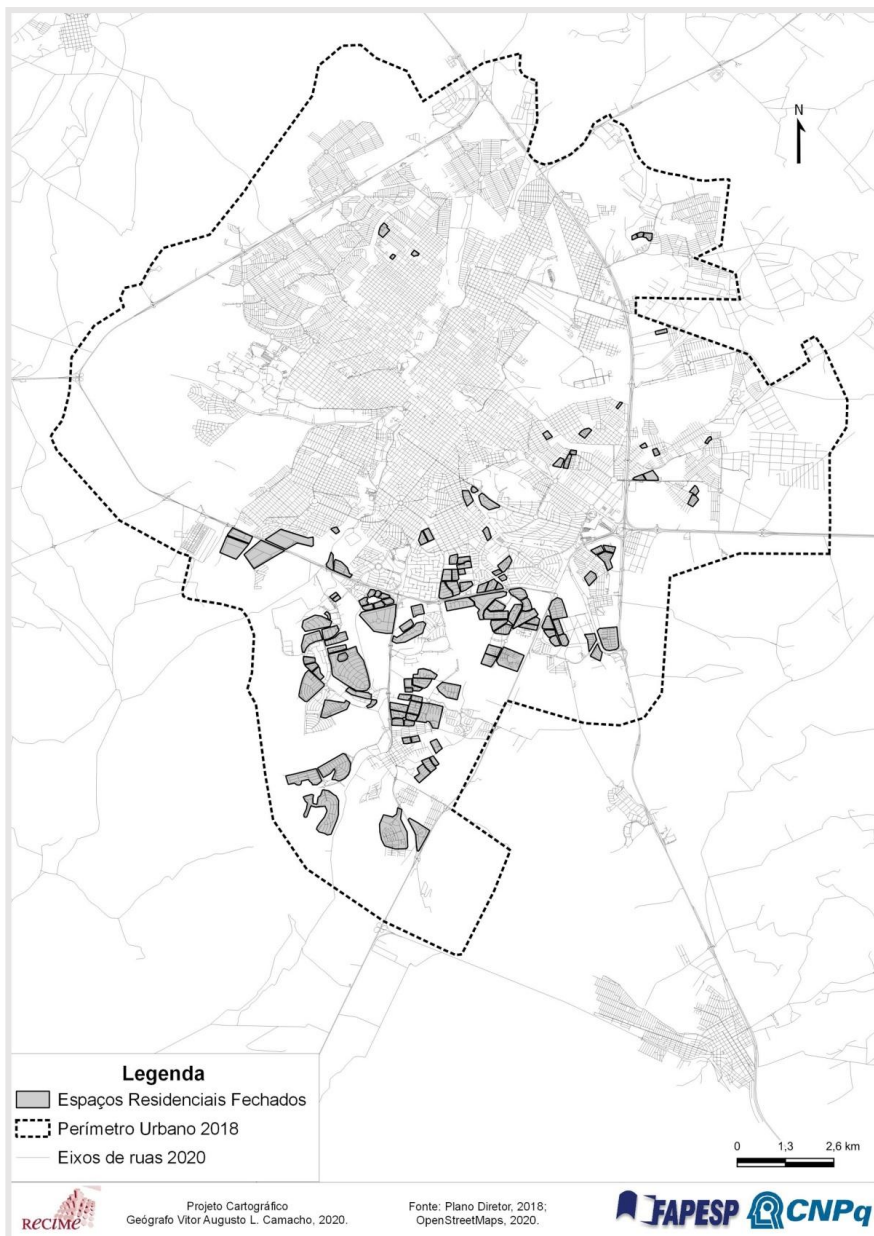 N
Legenda
Espaços Residenciais Fechados
Perímetro Urbano 2018
Eixos de ruas 2020
0 1,3 2,6 km
RECIME
Projeto Cartográfico
Geógrafo Vitor Augusto L. Camacho, 2020.
Fonte: Plano Diretor, 2018;
OpenStreetMaps, 2020.
FAPESP
CNPq